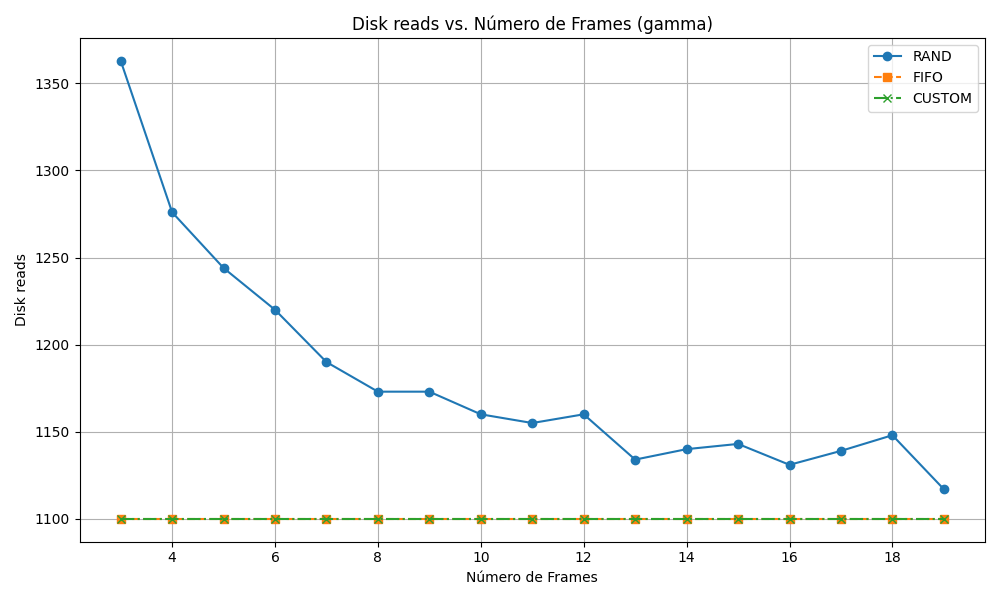 Disk reads vs. Número de Frames (gamma)
RAND
FIFO
CUSTOM
Disk reads
1350
1300
1250
1200
1150
1100
4 6 8 10 12 14 16 18
Número de Frames